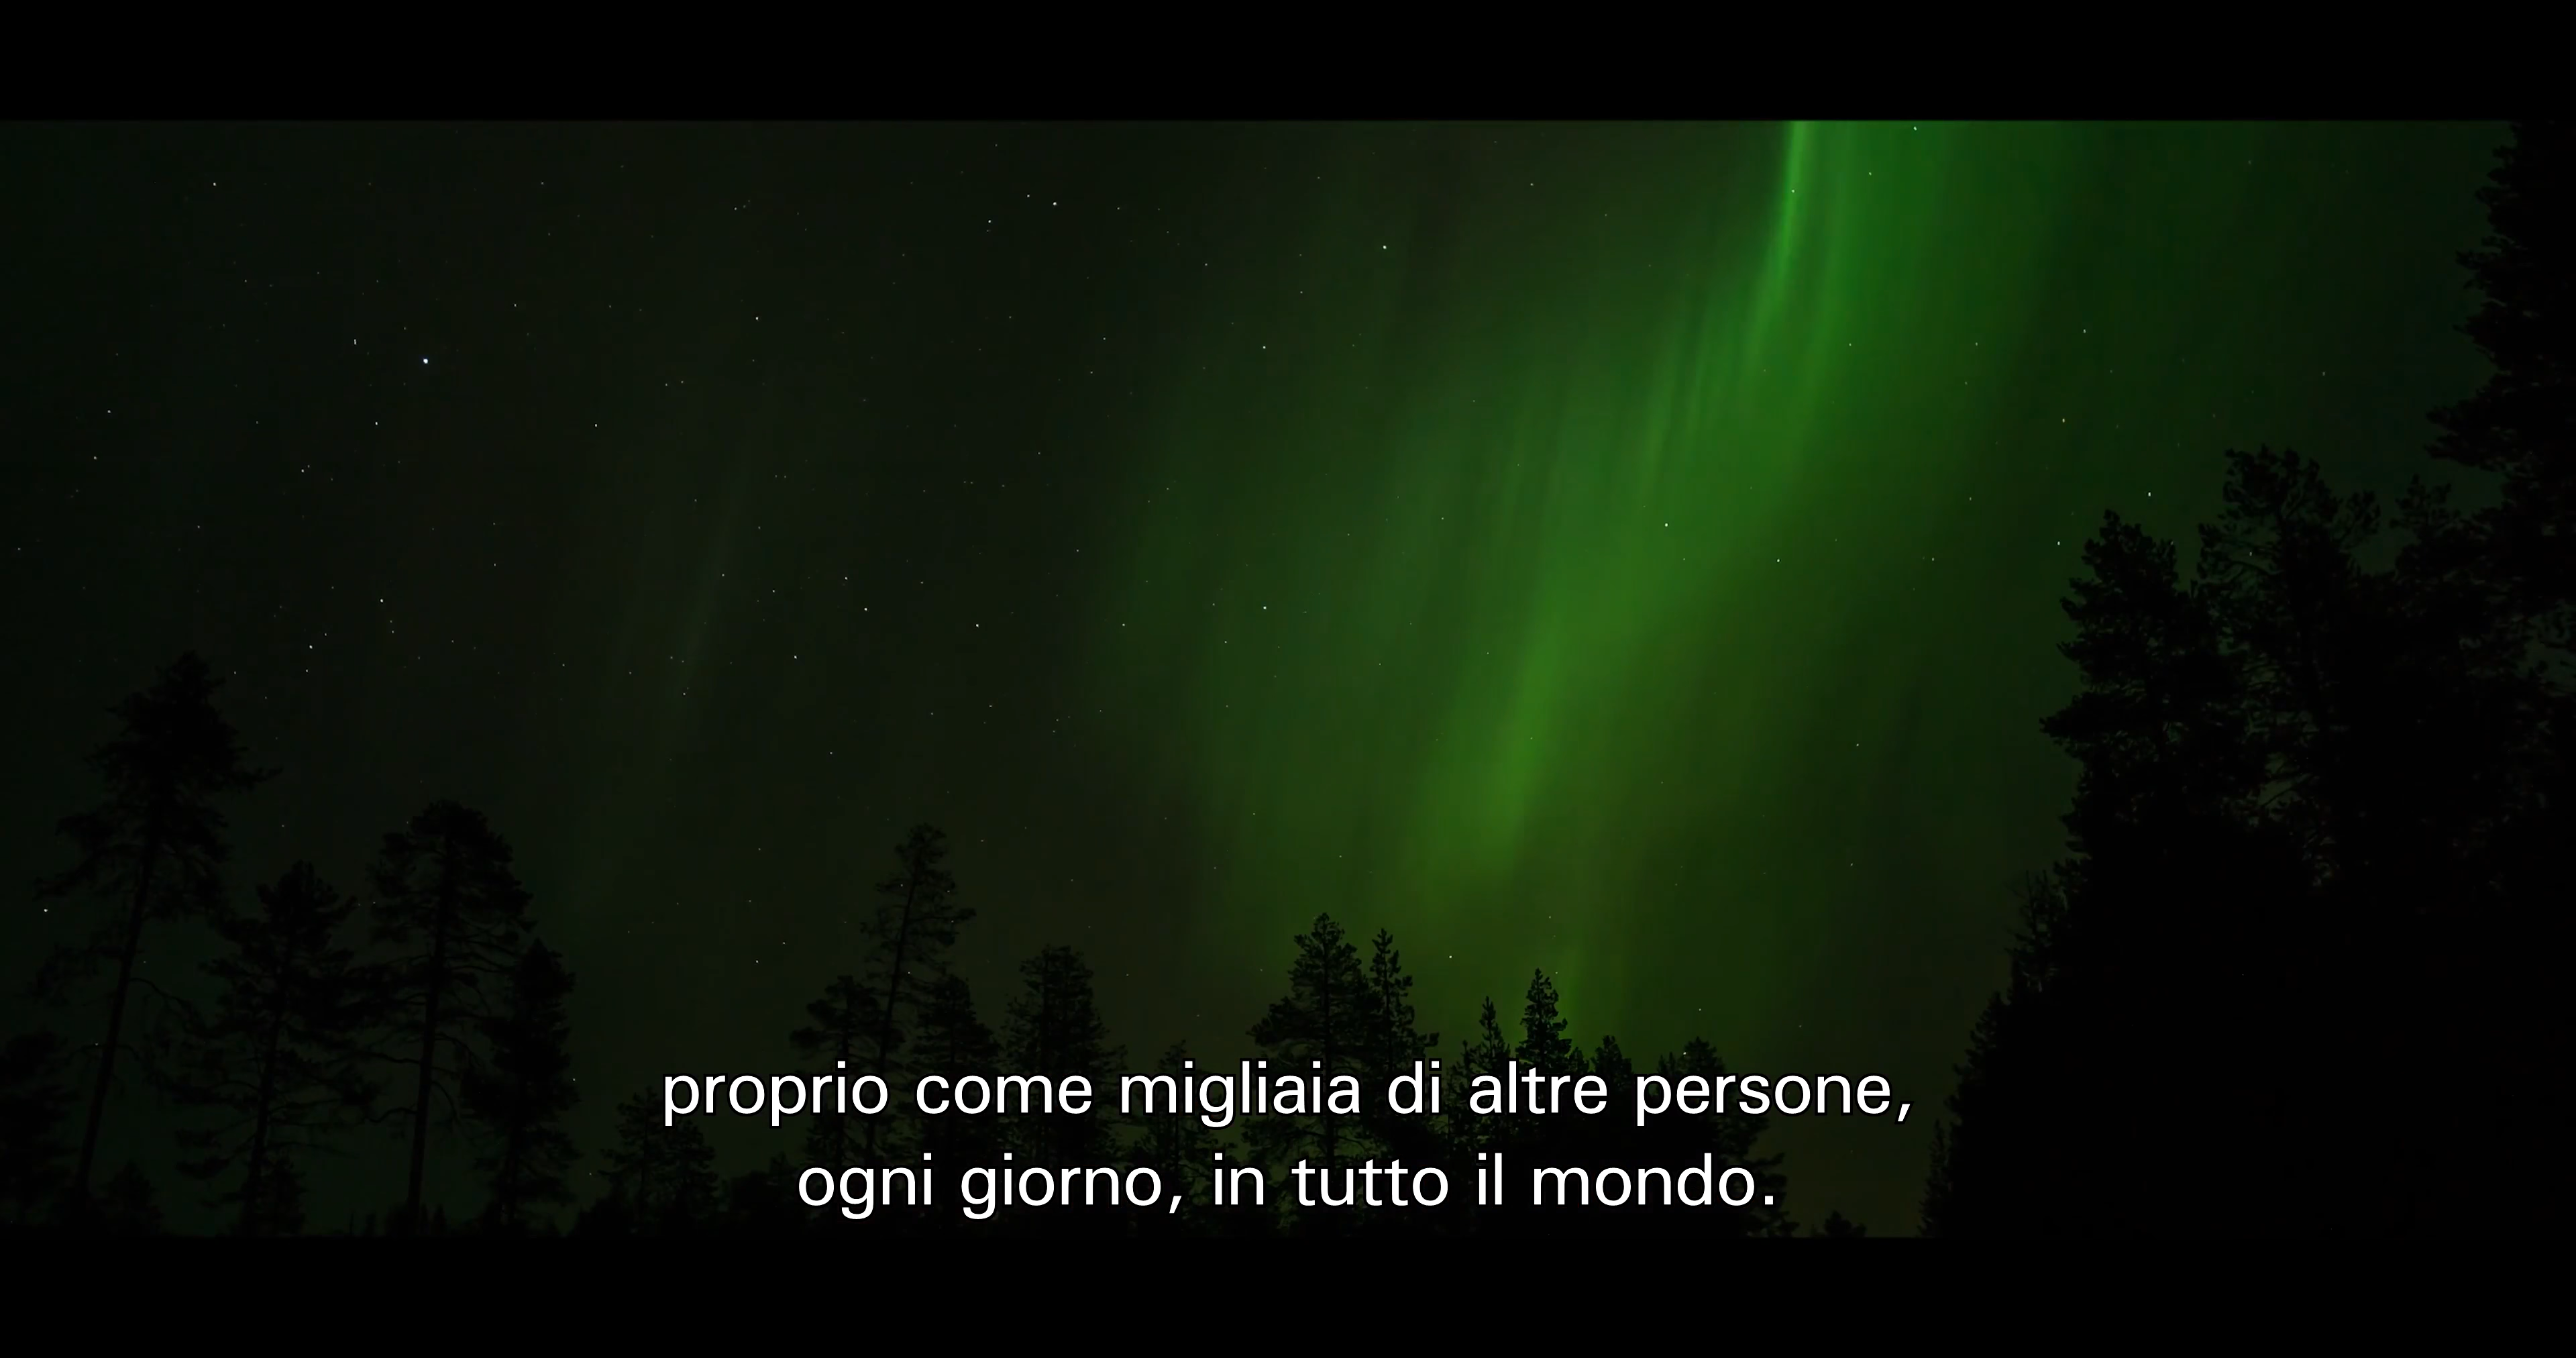 proprio come migliaia di altre persone,
ogni giorno, in tutto il mondo.